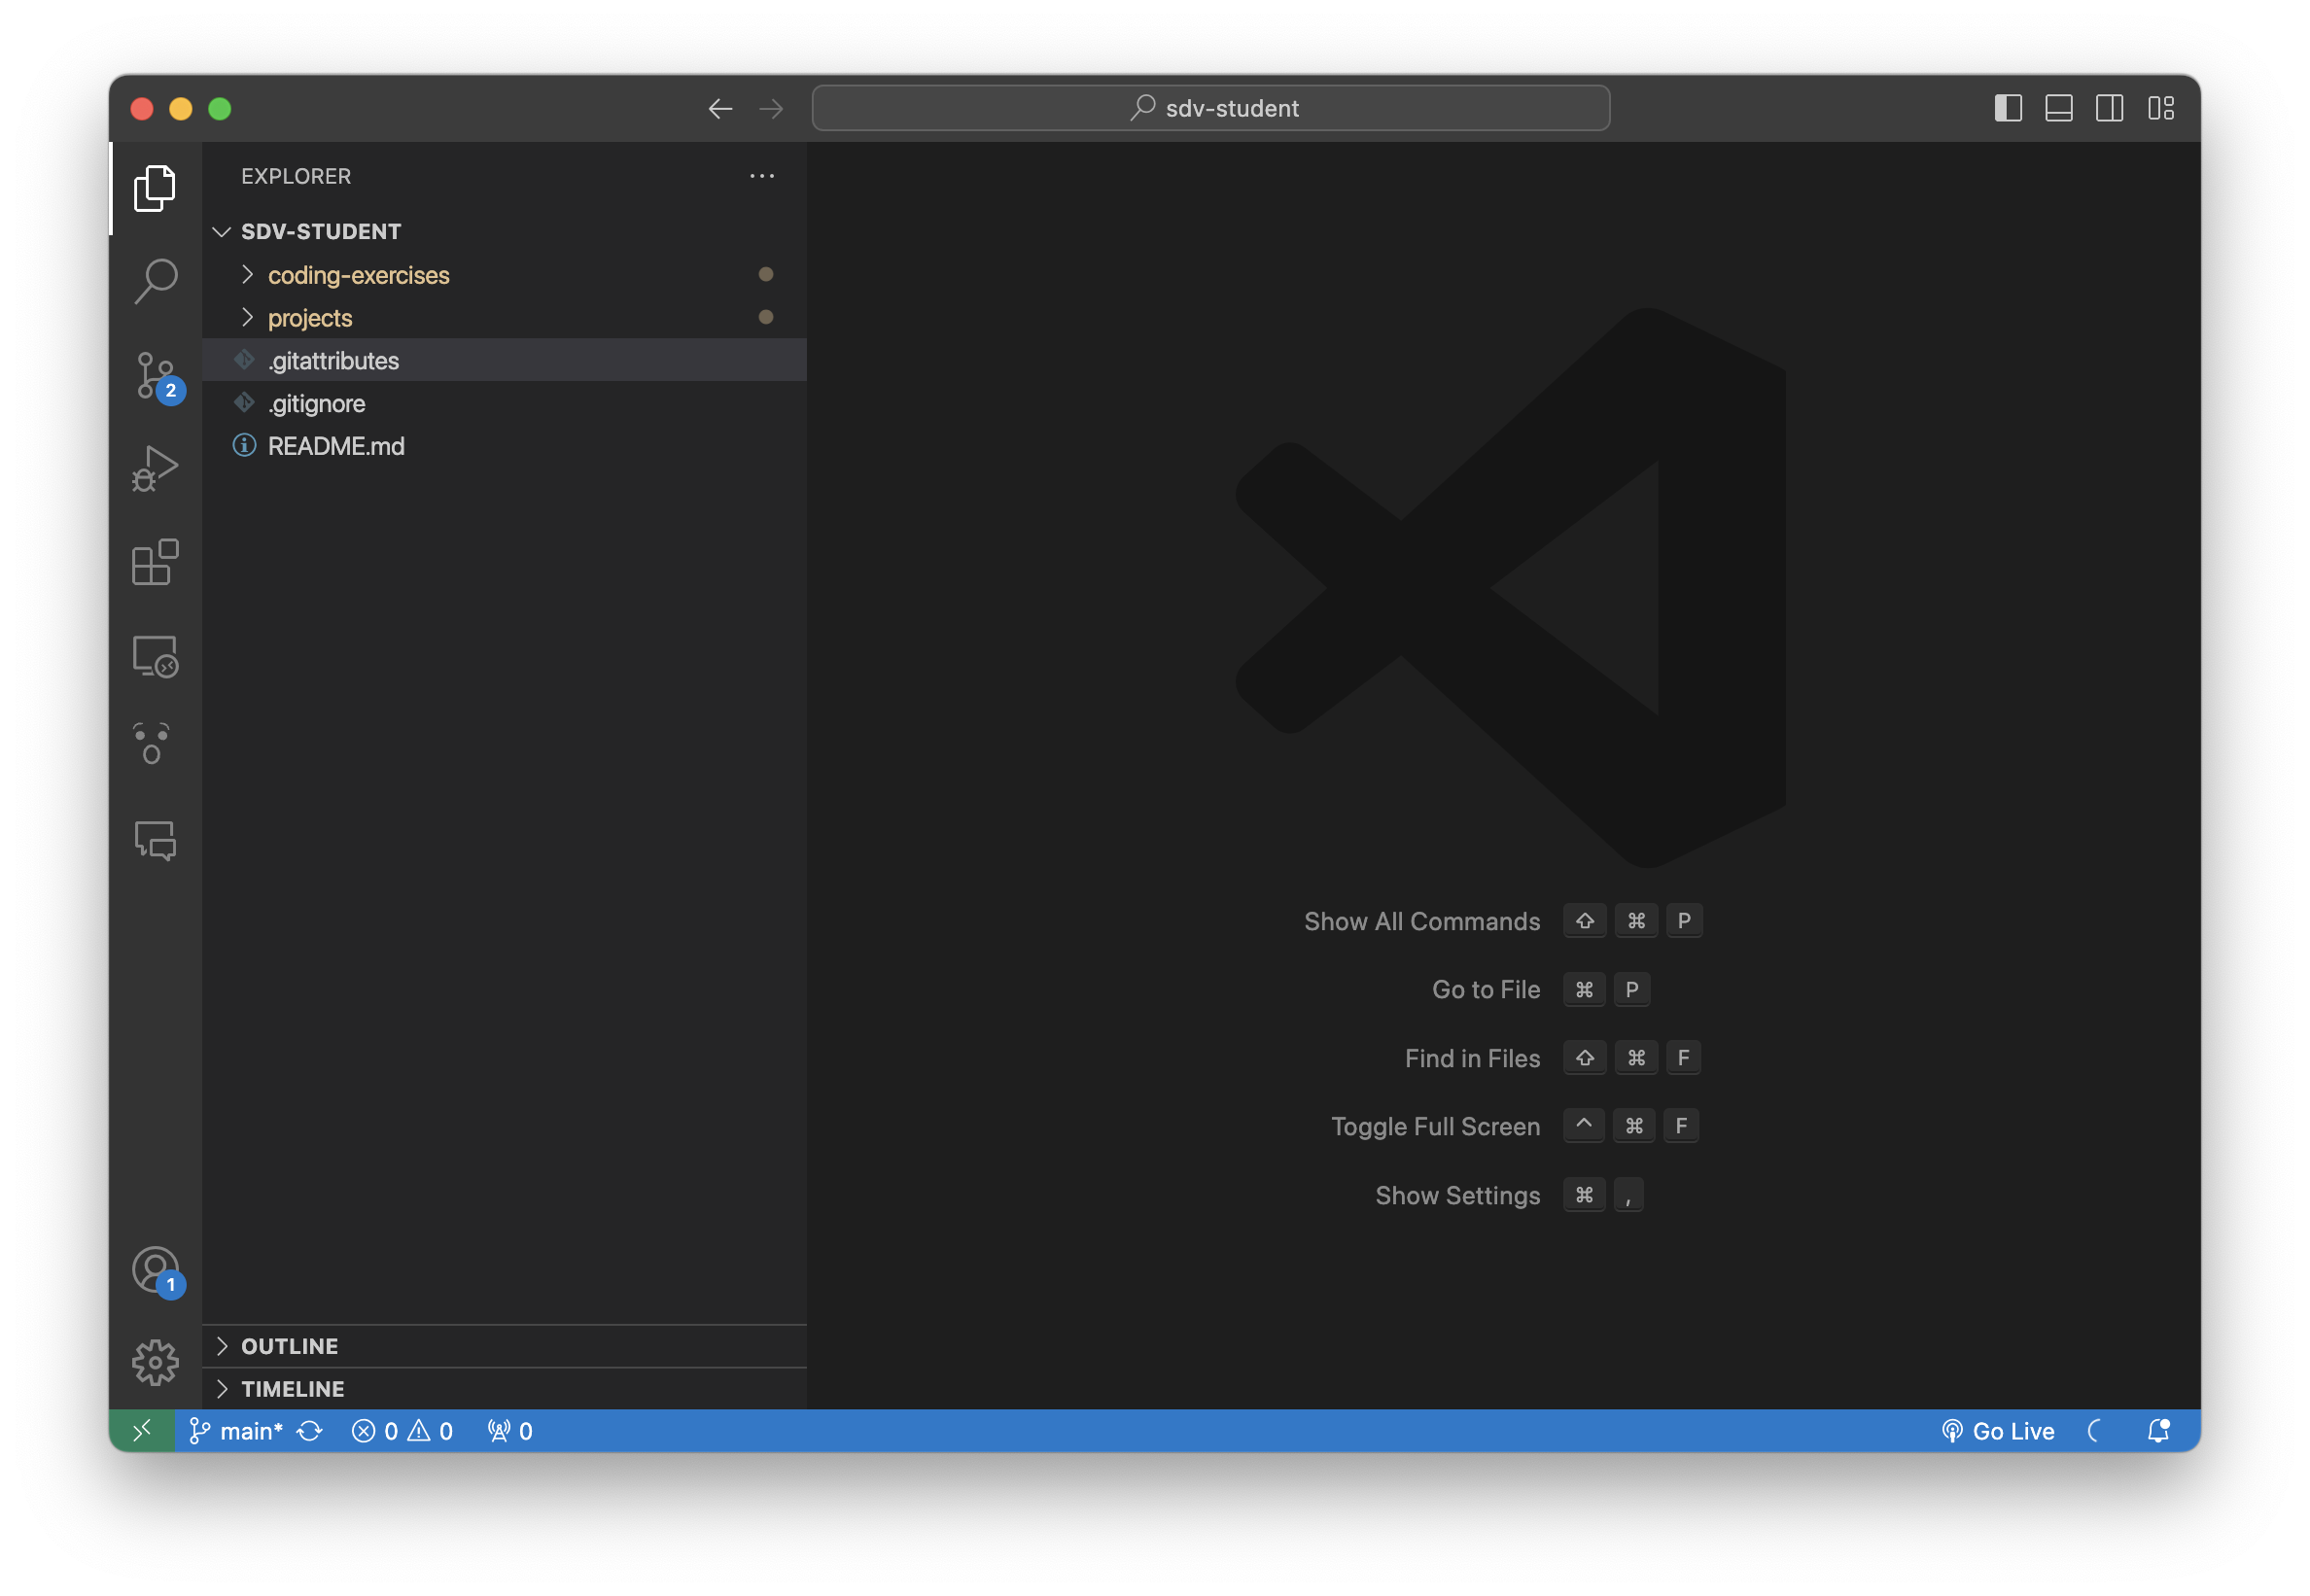 sdv-student
EXPLORER
SDV-STUDENT
coding-exercises
projects
.gitattributes
.gitignore
README.md
2
Show All Commands ⇧ ⌘ P
Go to File ⌘ P
Find in Files ⇧ ⌘ F
Toggle Full Screen ^ ⌘ F
Show Settings ⌘ ,
1
OUTLINE
TIMELINE
main* 0 0 0 Go Live